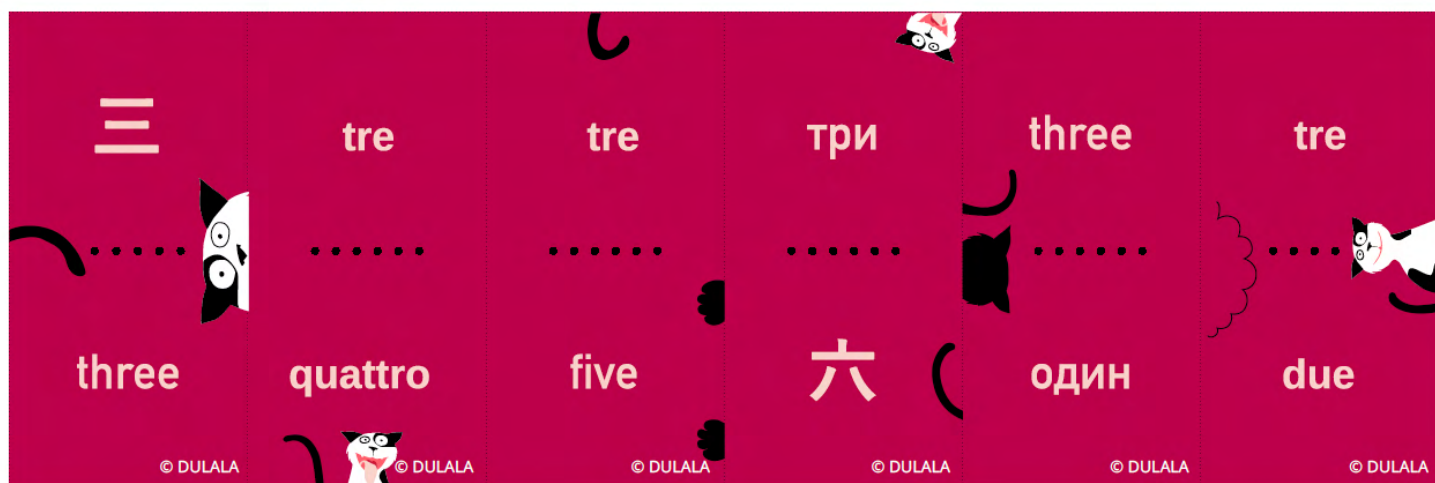 三
tre
tre
три
three
tre
three
quattro
five
六
один
due
© DULALA
© DULALA
© DULALA
© DULALA
© DULALA
© DULALA